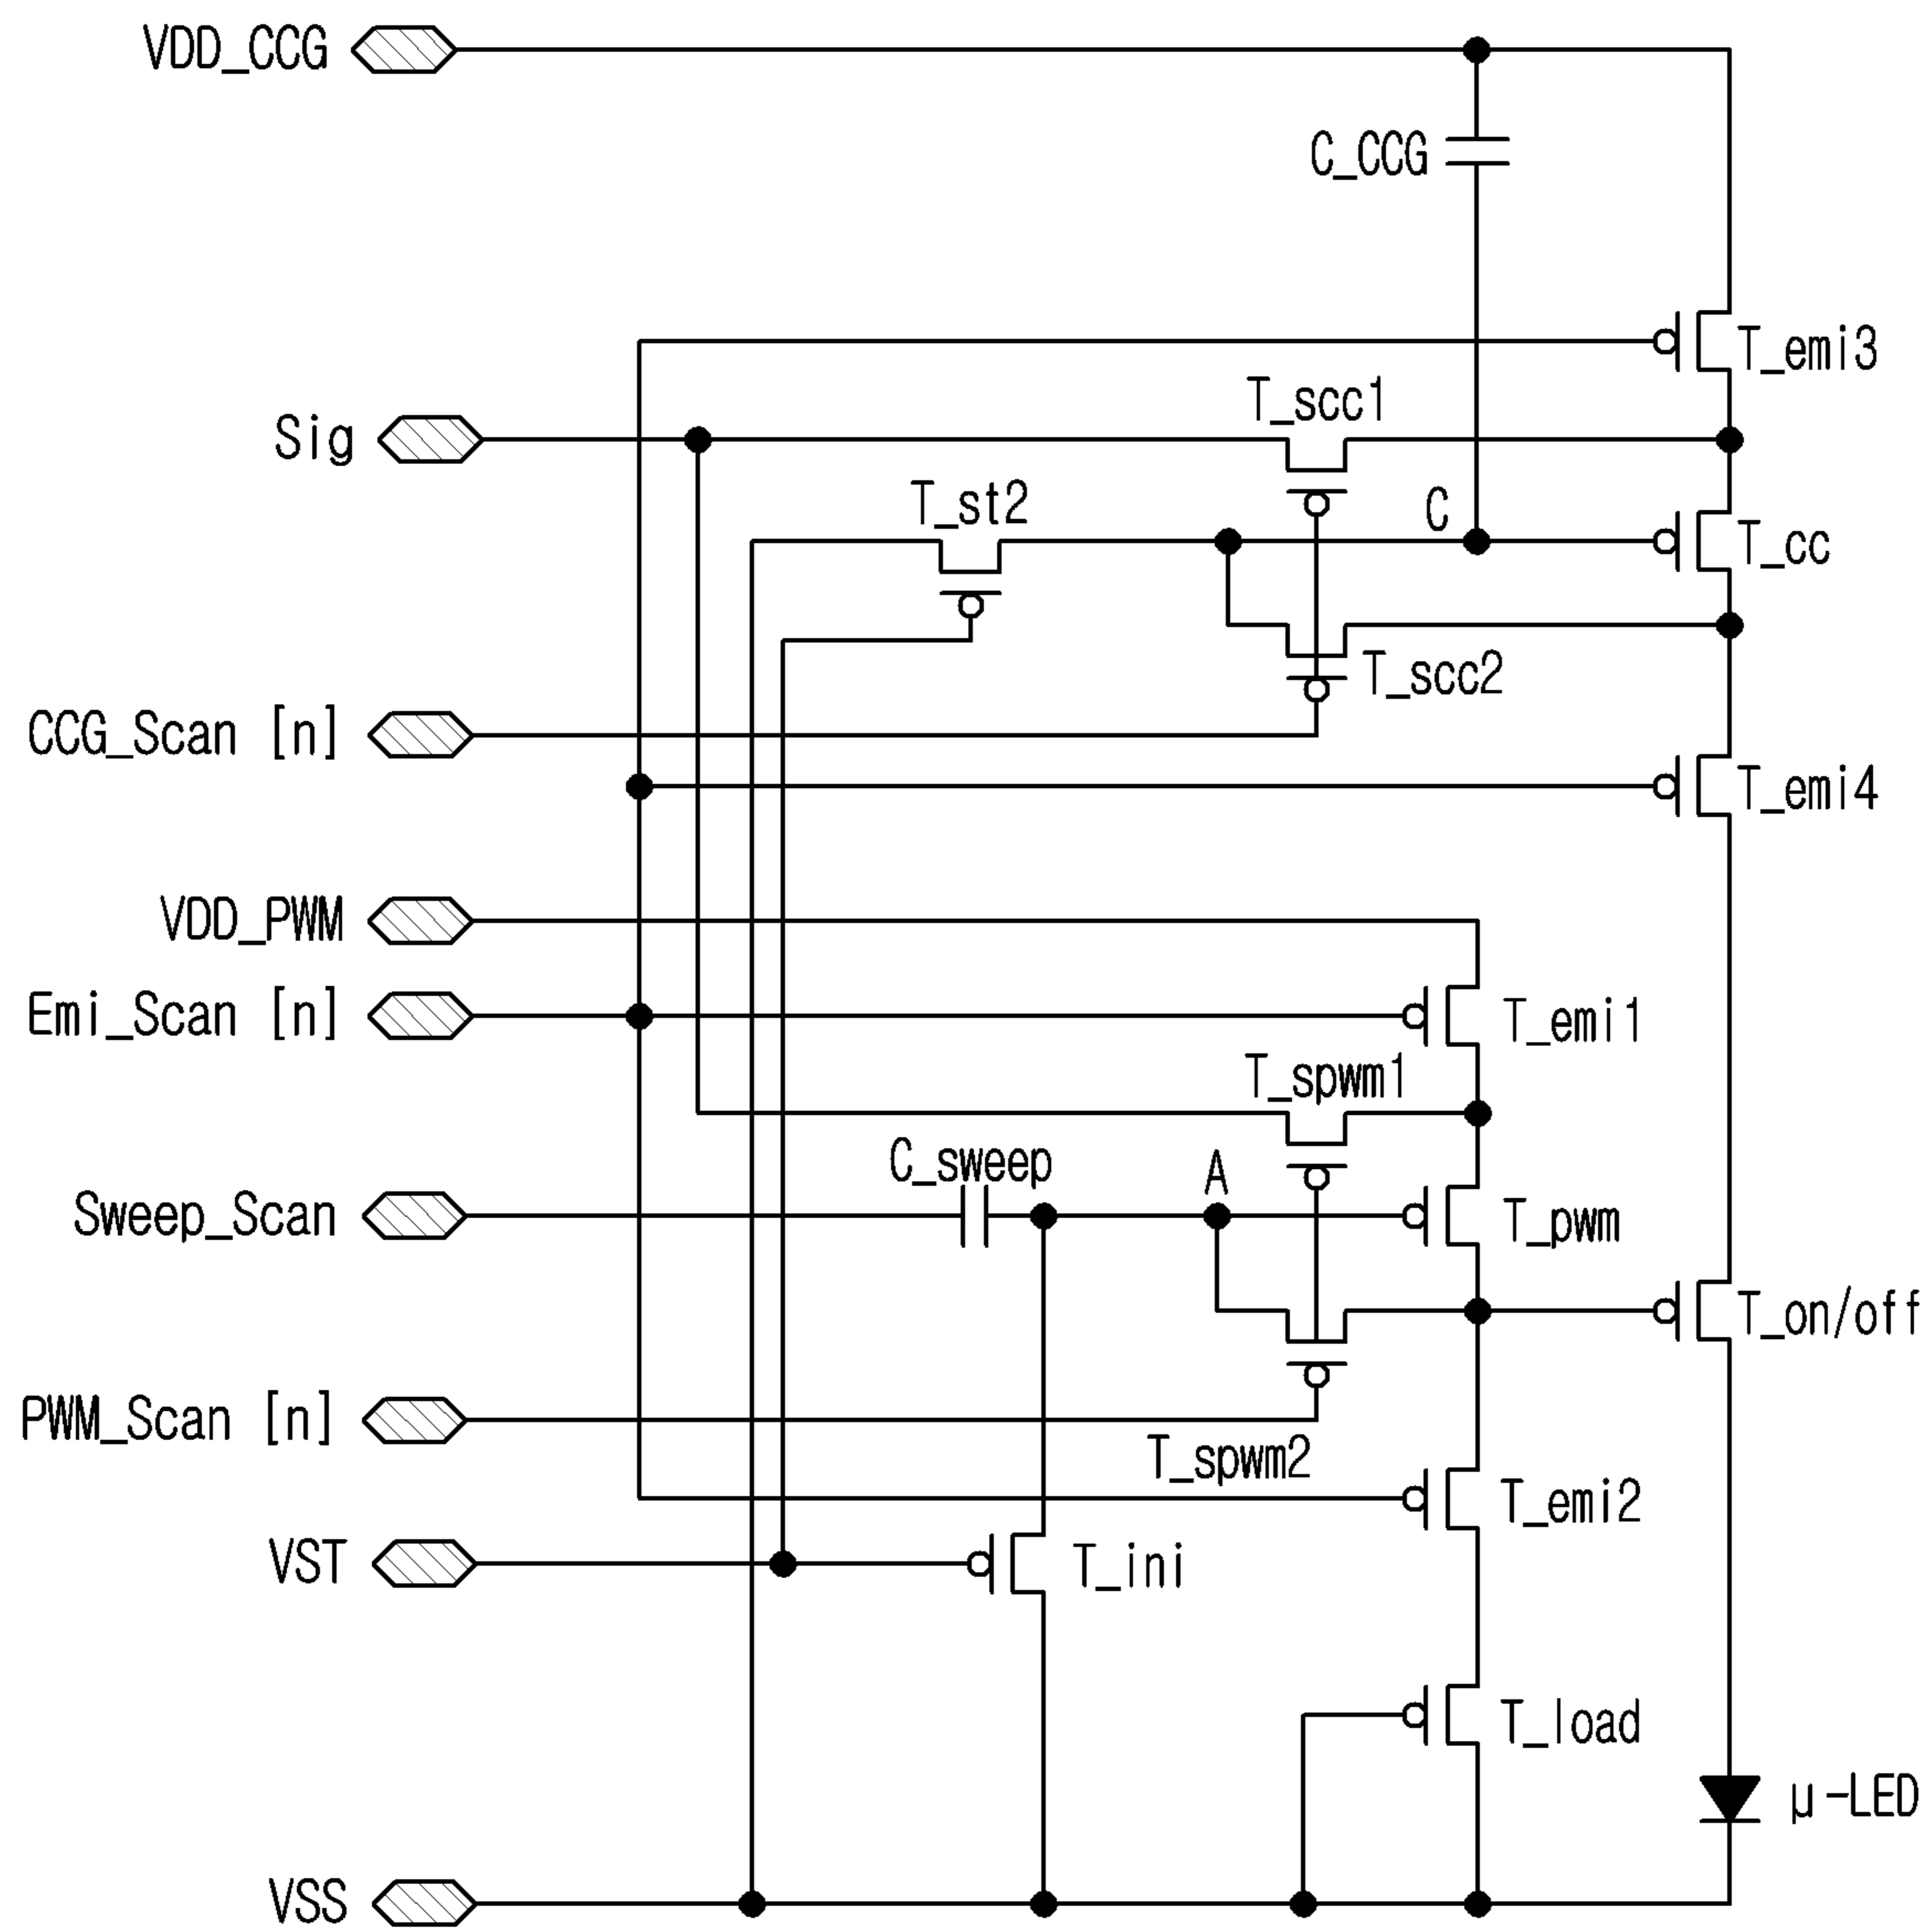 VDD_CCG
C_CCG
T_emi3
T_scc1
Sig
T_st2
C
T_cc
T_scc2
CCG_Scan [n]
T_emi4
VDD_PWM
Emi_Scan [n]
T_emi1
T_spwm1
C_sweep
A
Sweep_Scan
T_pwm
T_on/off
PWM_Scan [n]
T_spwm2
T_emi2
VST
T_ini
T_load
μ-LED
VSS